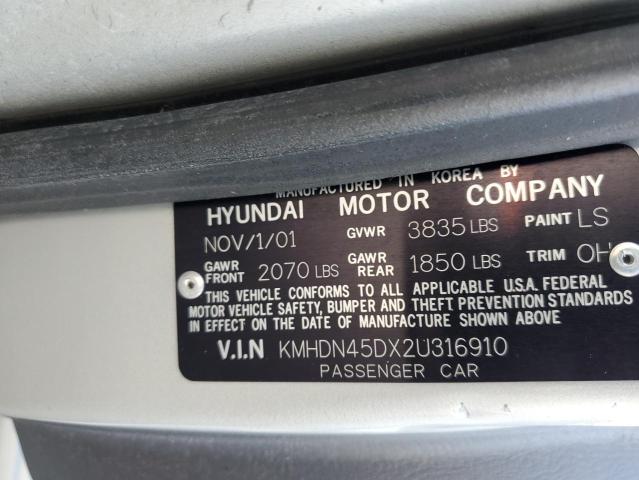 MANUFACTURED IN KOREA BY
HYUNDAI MOTOR COMPANY
NOV/1/01 GVWR 3835 LBS PAINT LS
GAWR FRONT 2070 LBS GAWR REAR 1850 LBS TRIM OH
THIS VEHICLE CONFORMS TO ALL APPLICABLE U.S.A. FEDERAL
MOTOR VEHICLE SAFETY, BUMPER AND THEFT PREVENTION STANDARDS
IN EFFECT ON THE DATE OF MANUFACTURE SHOWN ABOVE
V.I.N KMHDN45DX2U316910
PASSENGER CAR